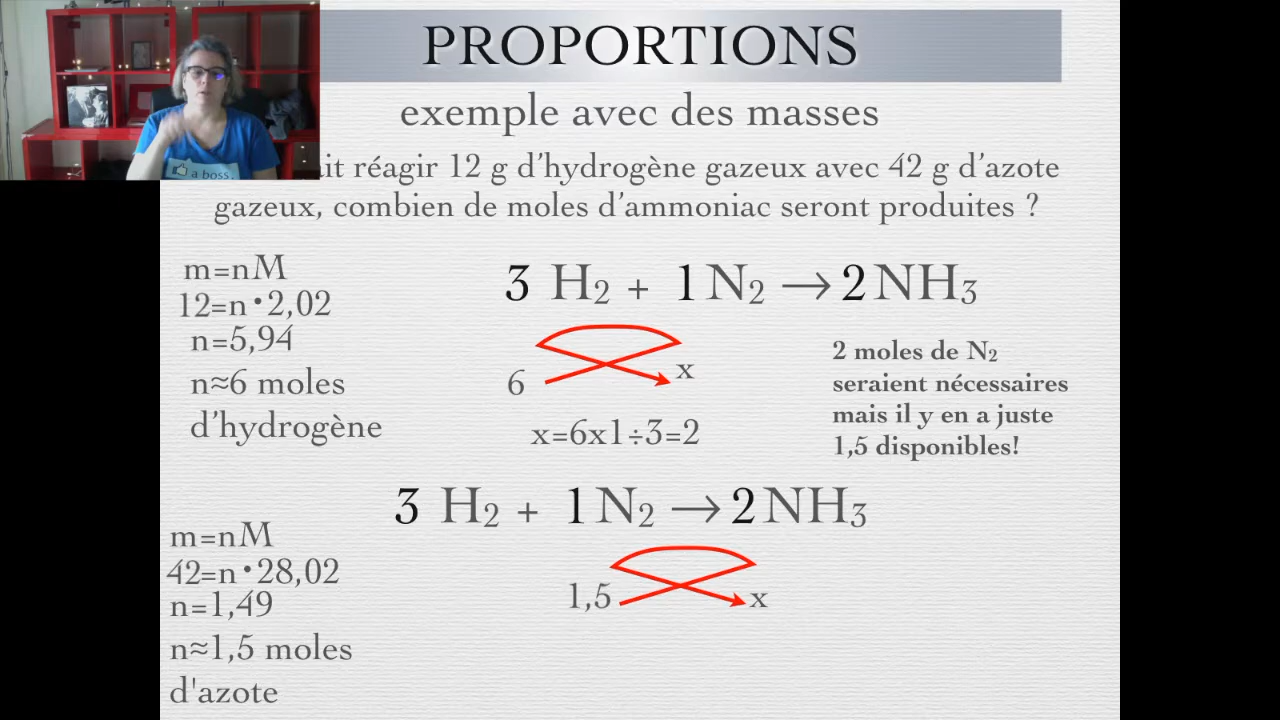 PROPORTIONS
exemple avec des masses
ait réagir 12 g d'hydrogène gazeux avec 42 g d'azote
gazeux, combien de moles d'ammoniac seront produites ?
m=nM
12=n•2,02
n=5,94
n≈6 moles
d'hydrogène
3 H₂ + 1 N₂ → 2 NH₃
6 x
x=6x1÷3=2
2 moles de N₂
seraient nécessaires
mais il y en a juste
1,5 disponibles!
3 H₂ + 1 N₂ → 2 NH₃
1,5 x
m=nM
42=n•28,02
n=1,49
n≈1,5 moles
d'azote
a boss